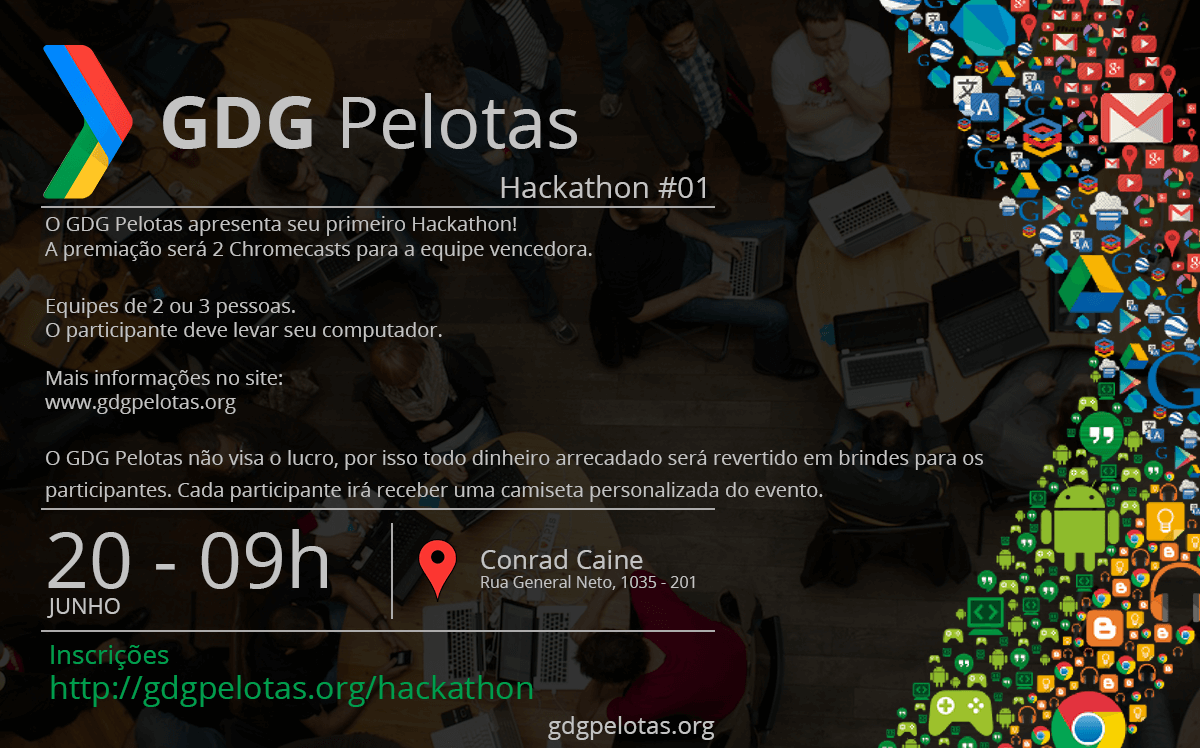 GDG Pelotas
Hackathon #01
O GDG Pelotas apresenta seu primeiro Hackathon!
A premiação será 2 Chromecasts para a equipe vencedora.
Equipes de 2 ou 3 pessoas.
O participante deve levar seu computador.
Mais informações no site:
www.gdgpelotas.org
O GDG Pelotas não visa o lucro, por isso todo dinheiro arrecadado será revertido em brindes para os
participantes. Cada participante irá receber uma camiseta personalizada do evento.
20 - 09h
JUNHO
Conrad Caine
Rua General Neto, 1035 - 201
Inscrições
http://gdgpelotas.org/hackathon
gdgpelotas.org